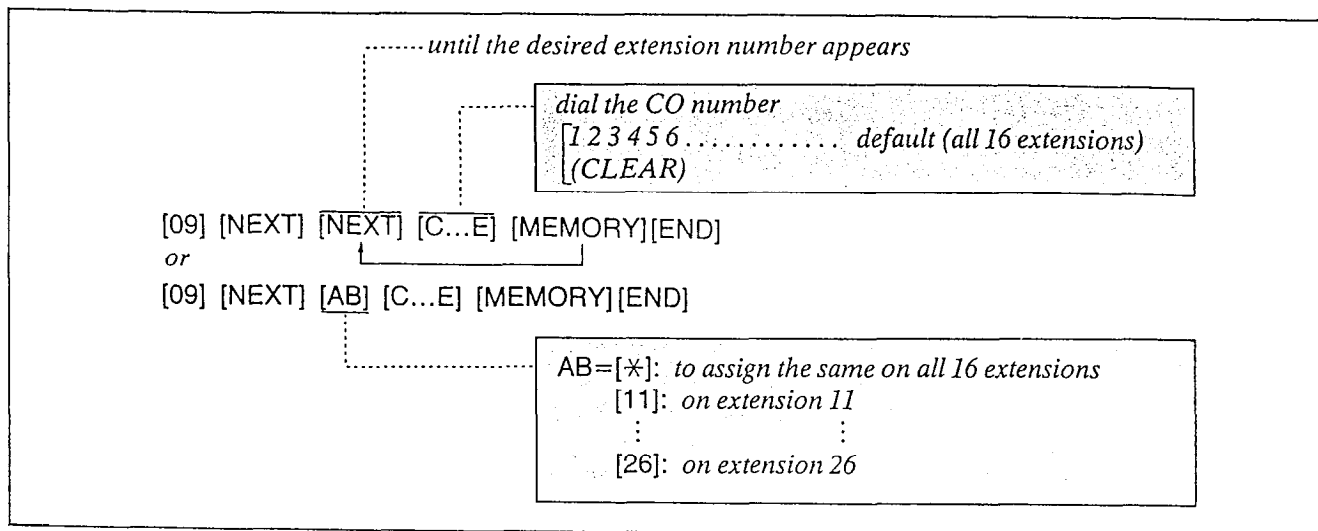 until the desired extension number appears
dial the CO number
1 2 3 4 5 6 . . . . . . . . . . . . default (all 16 extensions)
(CLEAR)
[09] [NEXT] [NEXT] [C...E] [MEMORY] [END]
or
[09] [NEXT] [AB] [C...E] [MEMORY] [END]
AB=[✳]: to assign the same on all 16 extensions
[11]: on extension 11
[26]: on extension 26